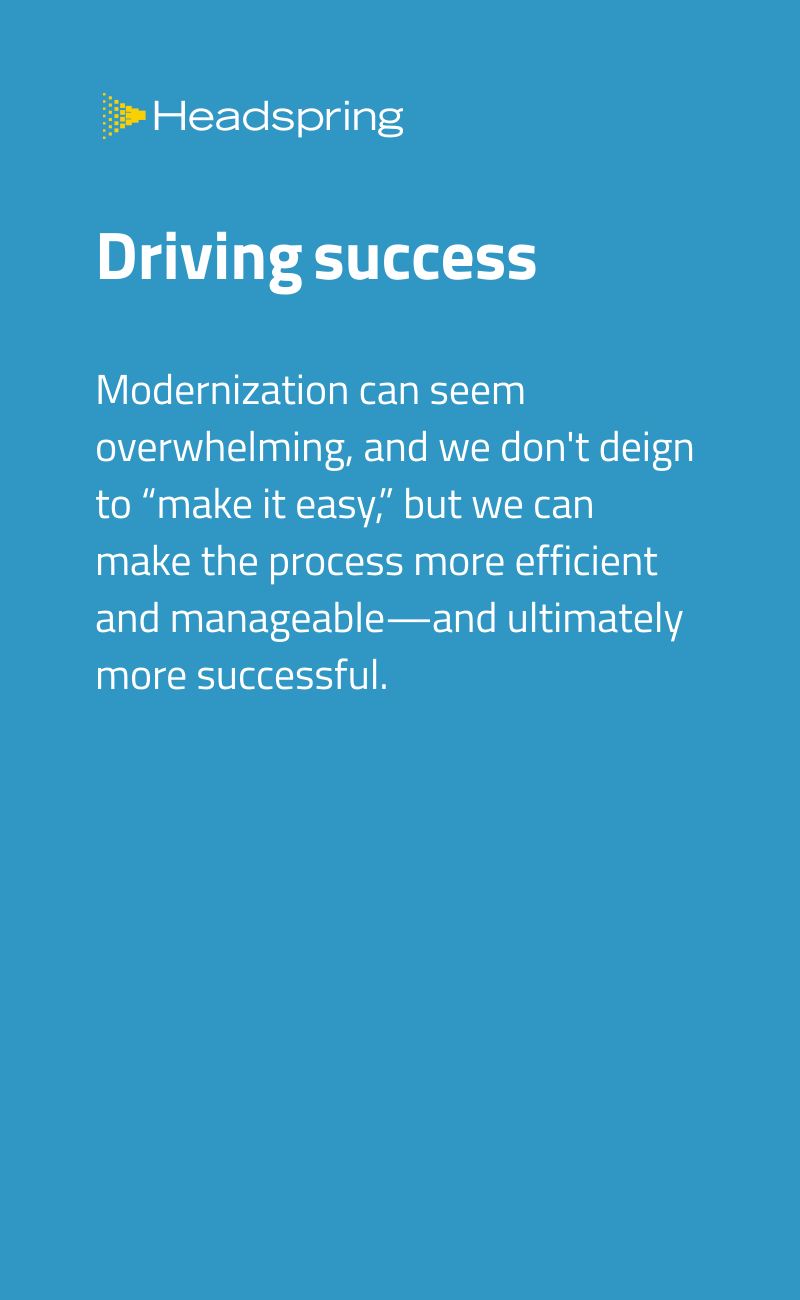 Headspring
Driving success
Modernization can seem
overwhelming, and we don't deign
to “make it easy,” but we can
make the process more efficient
and manageable—and ultimately
more successful.